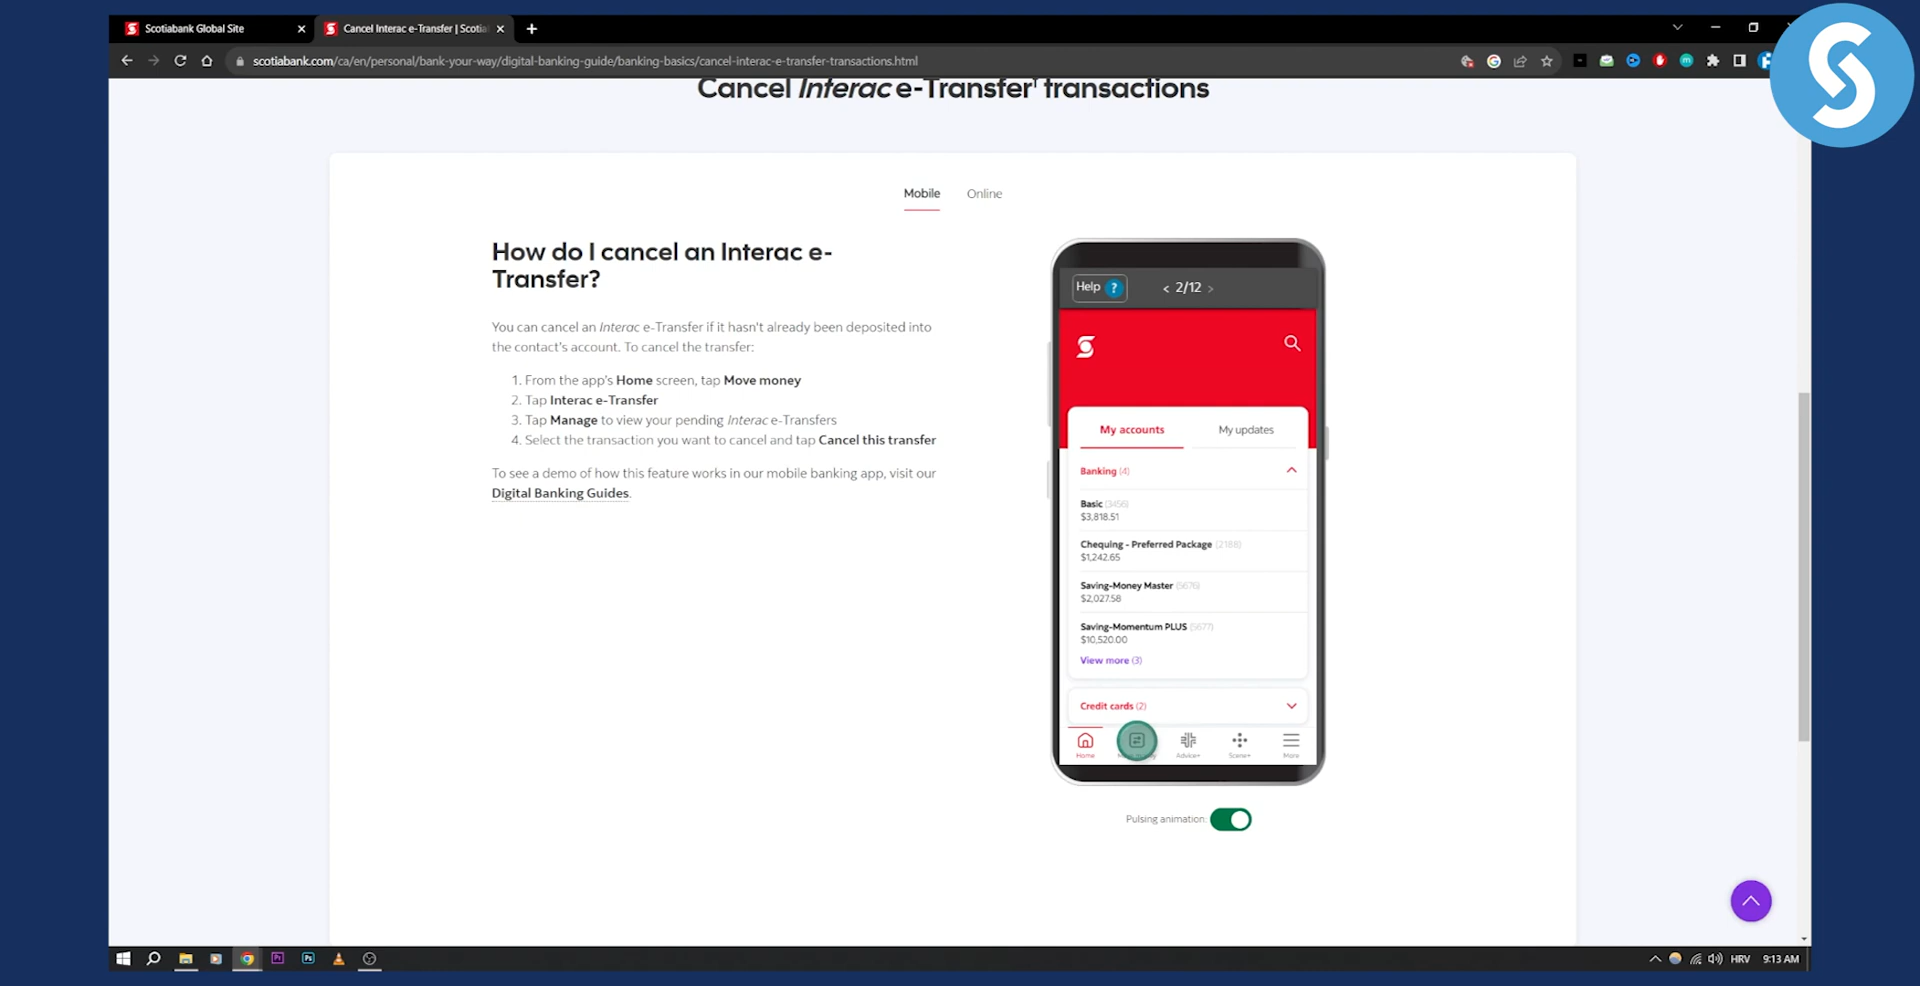 Scotiabank Global Site
Cancel Interac e-Transfer | Scotia
scotiabank.com/ca/en/personal/bank-your-way/digital-banking-guide/banking-basics/cancel-interac-e-transfer-transactions.html
Cancel Interac e-Transfer† transactions
Mobile
Online
How do I cancel an Interac e-
Transfer?
You can cancel an Interac e-Transfer if it hasn't already been deposited into
the contact's account. To cancel the transfer:
1. From the app's Home screen, tap Move money
2. Tap Interac e-Transfer
3. Tap Manage to view your pending Interac e-Transfers
4. Select the transaction you want to cancel and tap Cancel this transfer
To see a demo of how this feature works in our mobile banking app, visit our
Digital Banking Guides.
Help ?
< 2/12 >
My accounts
My updates
Banking (4)
Basic (3456)
$3,818.51
Chequing - Preferred Package (2188)
$1,242.65
Saving-Money Master (5676)
$2,027.58
Saving-Momentum PLUS (5677)
$10,520.00
View more (3)
Credit cards (2)
Home
Advice+
Scene+
More
Pulsing animation:
HRV
9:13 AM